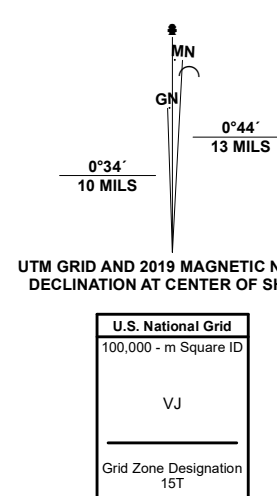 MN
GN
0°44´
13 MILS
0°34´
10 MILS
UTM GRID AND 2019 MAGNETIC
DECLINATION AT CENTER OF
U.S. National Grid
100,000 - m Square ID
VJ
Grid Zone Designation
15T